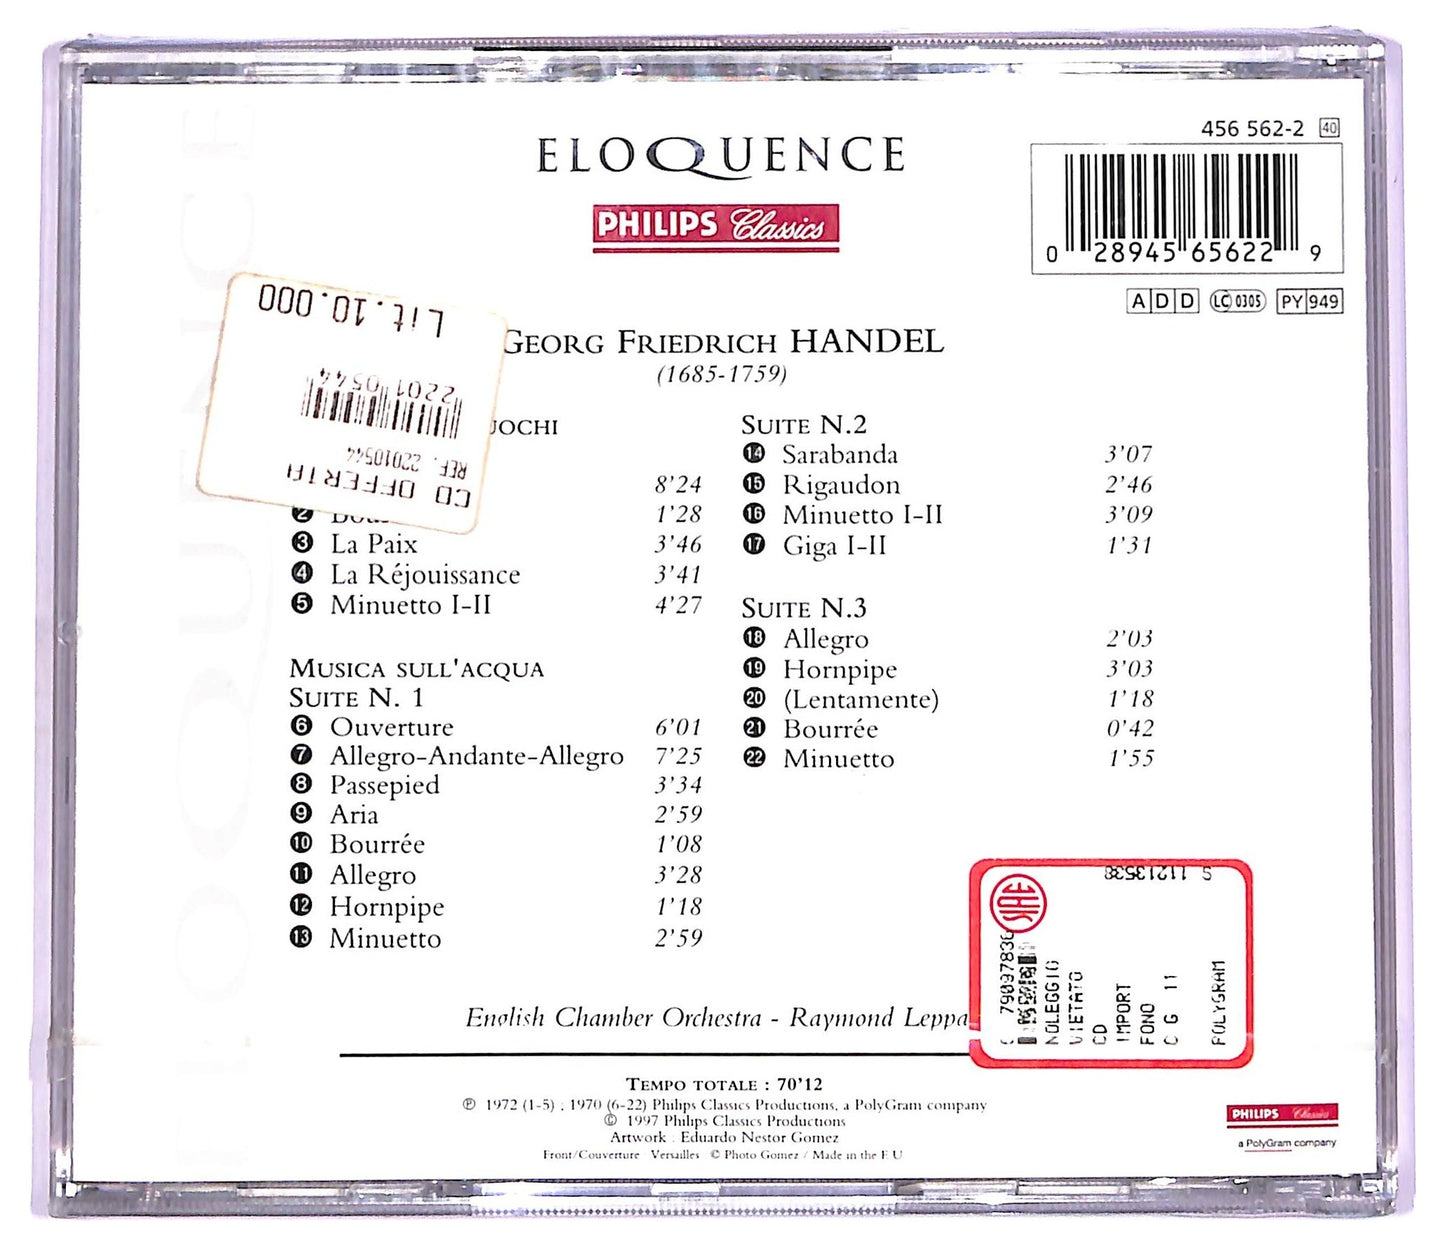 ELOQUENCE
PHILIPS Classics
456 562-2 40
0 28945 65622 9
A D D LC 0305 PY 949
Lit.10.000
22010544
REF. 22010544
CD OFFERTA
GEORG FRIEDRICH HANDEL
(1685-1759)
8'24
2 1'28
3 La Paix 3'46
4 La Réjouissance 3'41
5 Minuetto I-II 4'27
MUSICA SULL'ACQUA
SUITE N. 1
6 Ouverture 6'01
7 Allegro-Andante-Allegro 7'25
8 Passepied 3'34
9 Aria 2'59
10 Bourrée 1'08
11 Allegro 3'28
12 Hornpipe 1'18
13 Minuetto 2'59
SUITE N.2
14 Sarabanda 3'07
15 Rigaudon 2'46
16 Minuetto I-II 3'09
17 Giga I-II 1'31
SUITE N.3
18 Allegro 2'03
19 Hornpipe 3'03
20 (Lentamente) 1'18
21 Bourrée 0'42
22 Minuetto 1'55
English Chamber Orchestra - Raymond
S 11213538
SIAE
NOLEGGIO
VIETATO
CD
IMPORT
FONO
C G 11
POLYGRAM
TEMPO TOTALE : 70'12
℗ 1972 (1-5) ; 1970 (6-22) Philips Classics Productions, a PolyGram company
© 1997 Philips Classics Productions
Artwork : Eduardo Nestor Gomez
Front/Couverture : Versailles © Photo Gomez / Made in the E.U.
PHILIPS Classics
a PolyGram company
ELOQUENCE